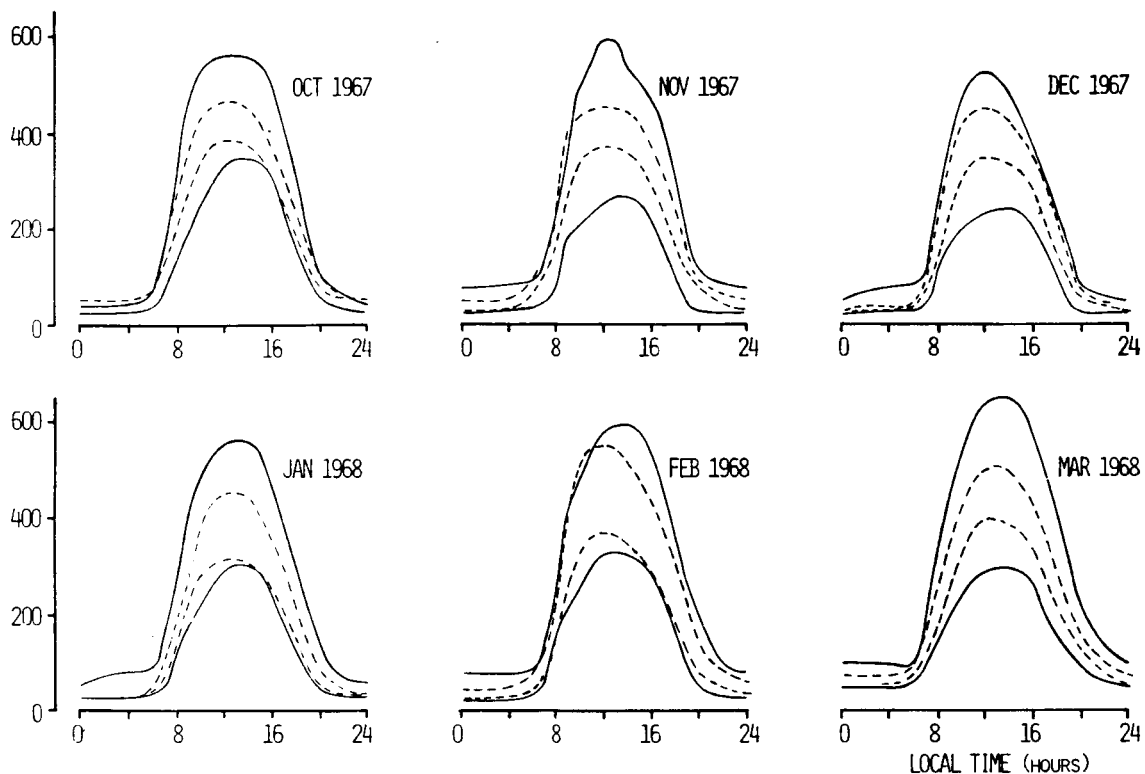 600
400
200
0
OCT 1967
0 8 16 24
NOV 1967
0 8 16 24
DEC 1967
0 8 16 24
600
400
200
0
JAN 1968
0 8 16 24
FEB 1968
0 8 16 24
MAR 1968
0 8 16 24
LOCAL TIME (HOURS)